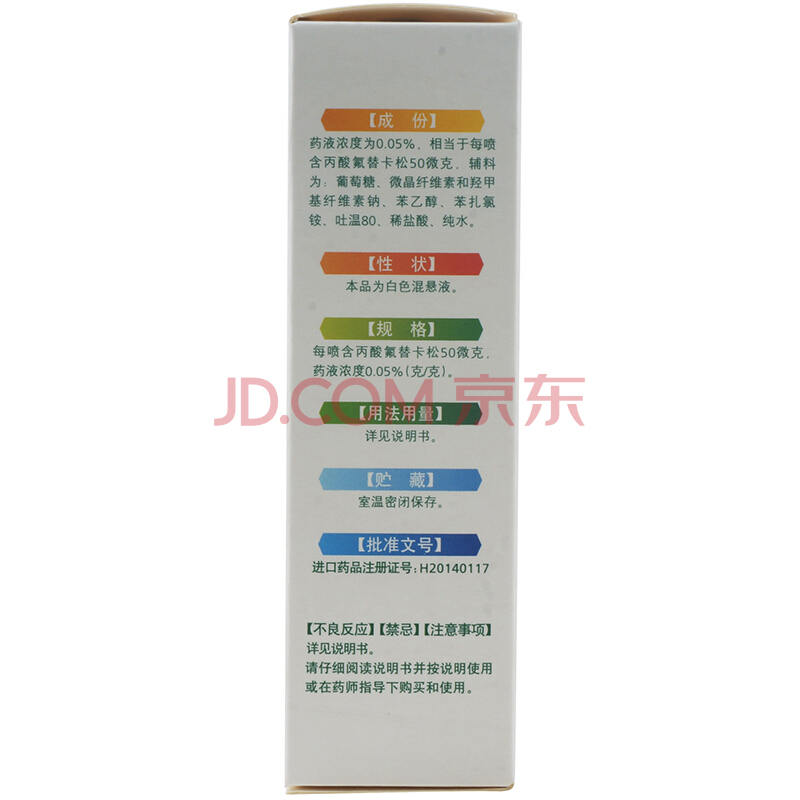 【成 份】
药液浓度为0.05%，相当于每喷
含丙酸氟替卡松50微克，辅料
为：葡萄糖、微晶纤维素和羟甲
基纤维素钠、苯乙醇、苯扎氯
铵、吐温80、稀盐酸、纯水。
【性 状】
本品为白色混悬液。
【规 格】
每喷含丙酸氟替卡松50微克，
药液浓度0.05%(克/克)。
JD.COM 京东
【用法用量】
详见说明书。
【贮 藏】
室温密闭保存。
【批准文号】
进口药品注册证号：H20140117
【不良反应】【禁忌】【注意事项】
详见说明书。
请仔细阅读说明书并按说明使用
或在药师指导下购买和使用。